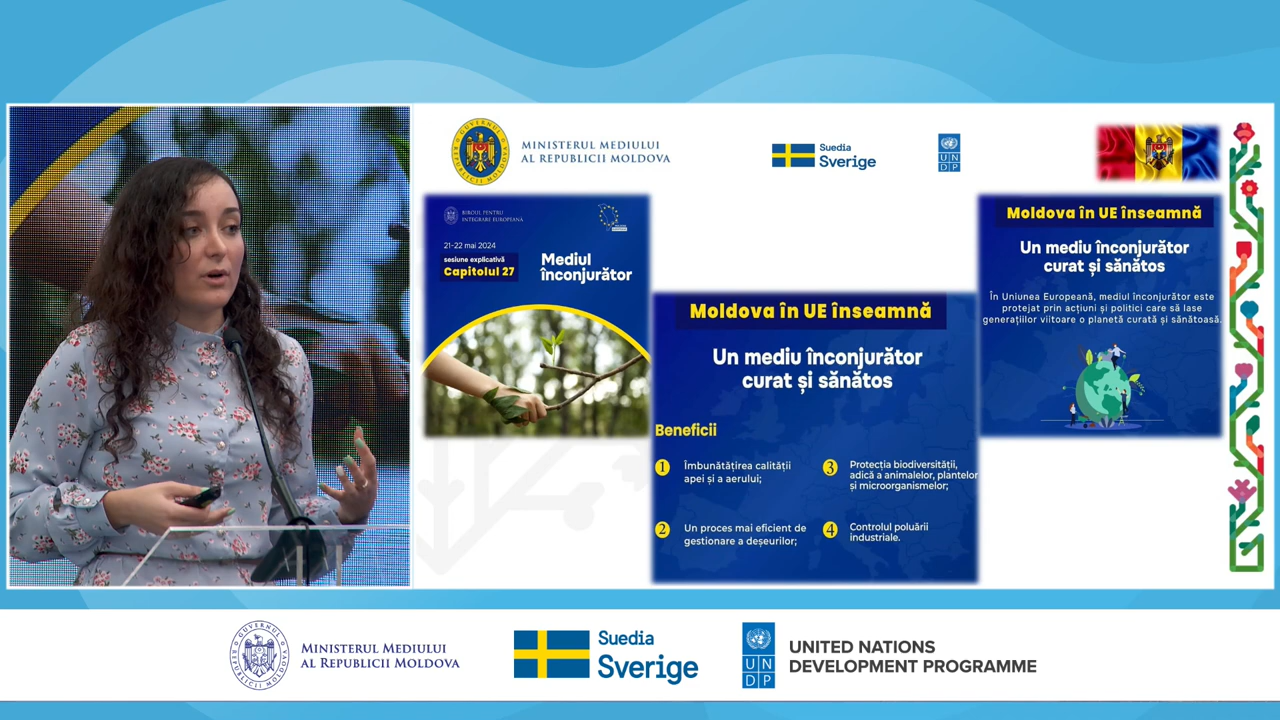 MINISTERUL MEDIULUI
AL REPUBLICII MOLDOVA
Suedia
Sverige
U N
D P
BIROUL PENTRU
INTEGRARE EUROPEANĂ
21-22 mai 2024
sesiune explicativă
Capitolul 27
Mediul
înconjurător
Moldova în UE înseamnă
Un mediu înconjurător
curat și sănătos
Beneficii
1 Îmbunătățirea calității
apei și a aerului;
2 Un proces mai eficient de
gestionare a deșeurilor;
3 Protecția biodiversității,
adică a animalelor, plantelor
și microorganismelor;
4 Controlul poluării
industriale.
Moldova în UE înseamnă
Un mediu înconjurător
curat și sănătos
În Uniunea Europeană, mediul înconjurător este
protejat prin acțiuni și politici care să lase
generațiilor viitoare o planetă curată și sănătoasă.
MINISTERUL MEDIULUI
AL REPUBLICII MOLDOVA
Suedia
Sverige
U N
D P
UNITED NATIONS
DEVELOPMENT PROGRAMME